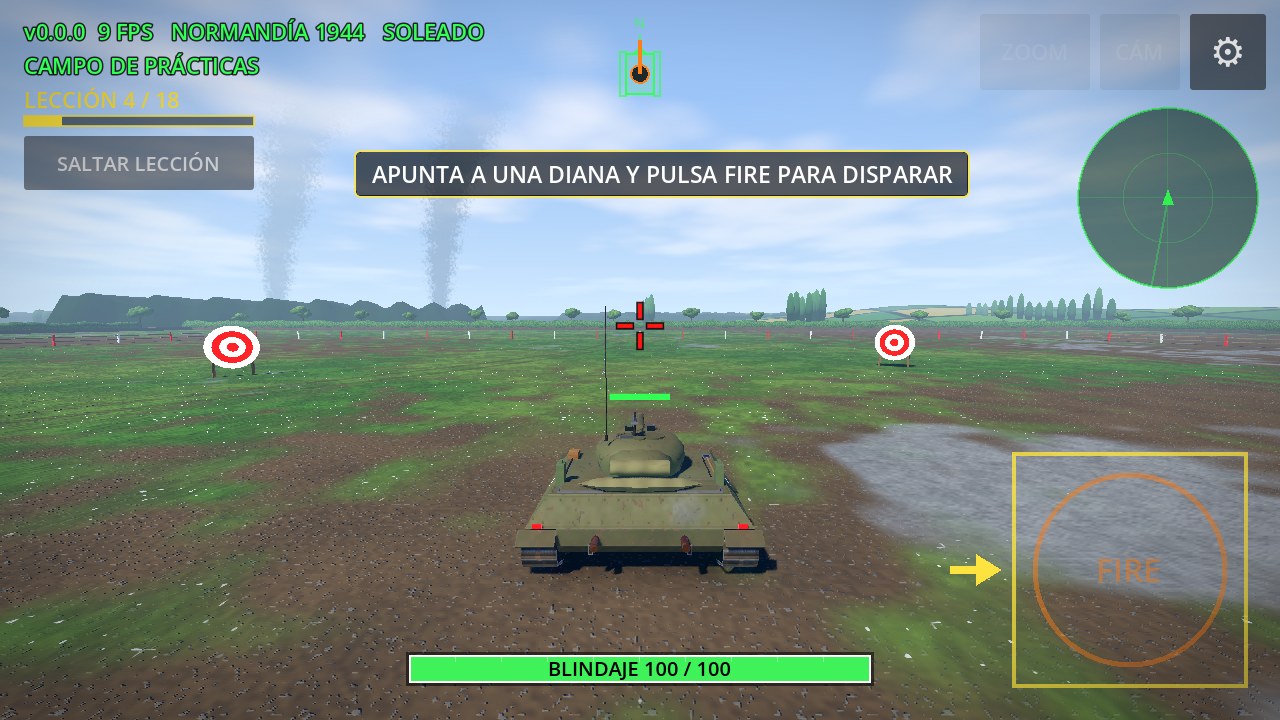 v0.0.0 9 FPS NORMANDÍA 1944 SOLEADO
CAMPO DE PRÁCTICAS
LECCIÓN 4 / 18
SALTAR LECCIÓN
ZOOM
CAM
APUNTA A UNA DIANA Y PULSA FIRE PARA DISPARAR
FIRE
BLINDAJE 100 / 100